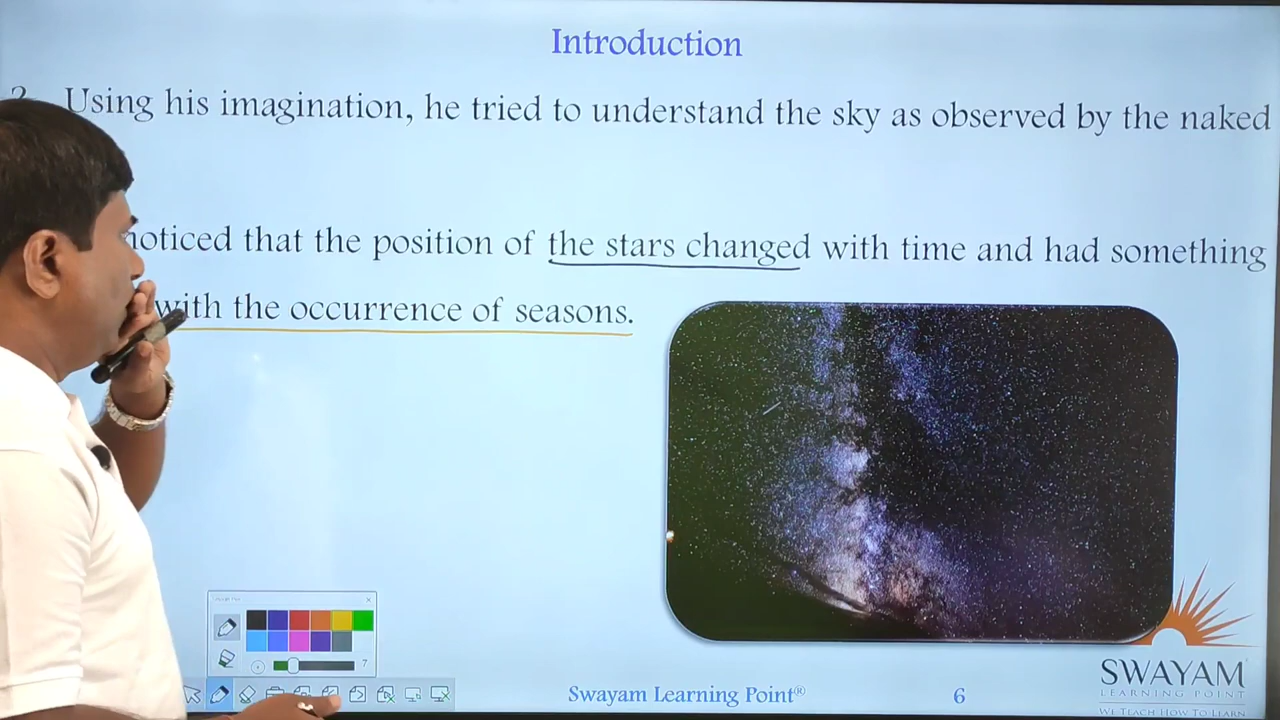 Introduction
Using his imagination, he tried to understand the sky as observed by the naked
noticed that the position of the stars changed with time and had something
with the occurrence of seasons.
7
Swayam Learning Point®
6
SWAYAM
LEARNING POINT
WE TEACH HOW TO LEARN